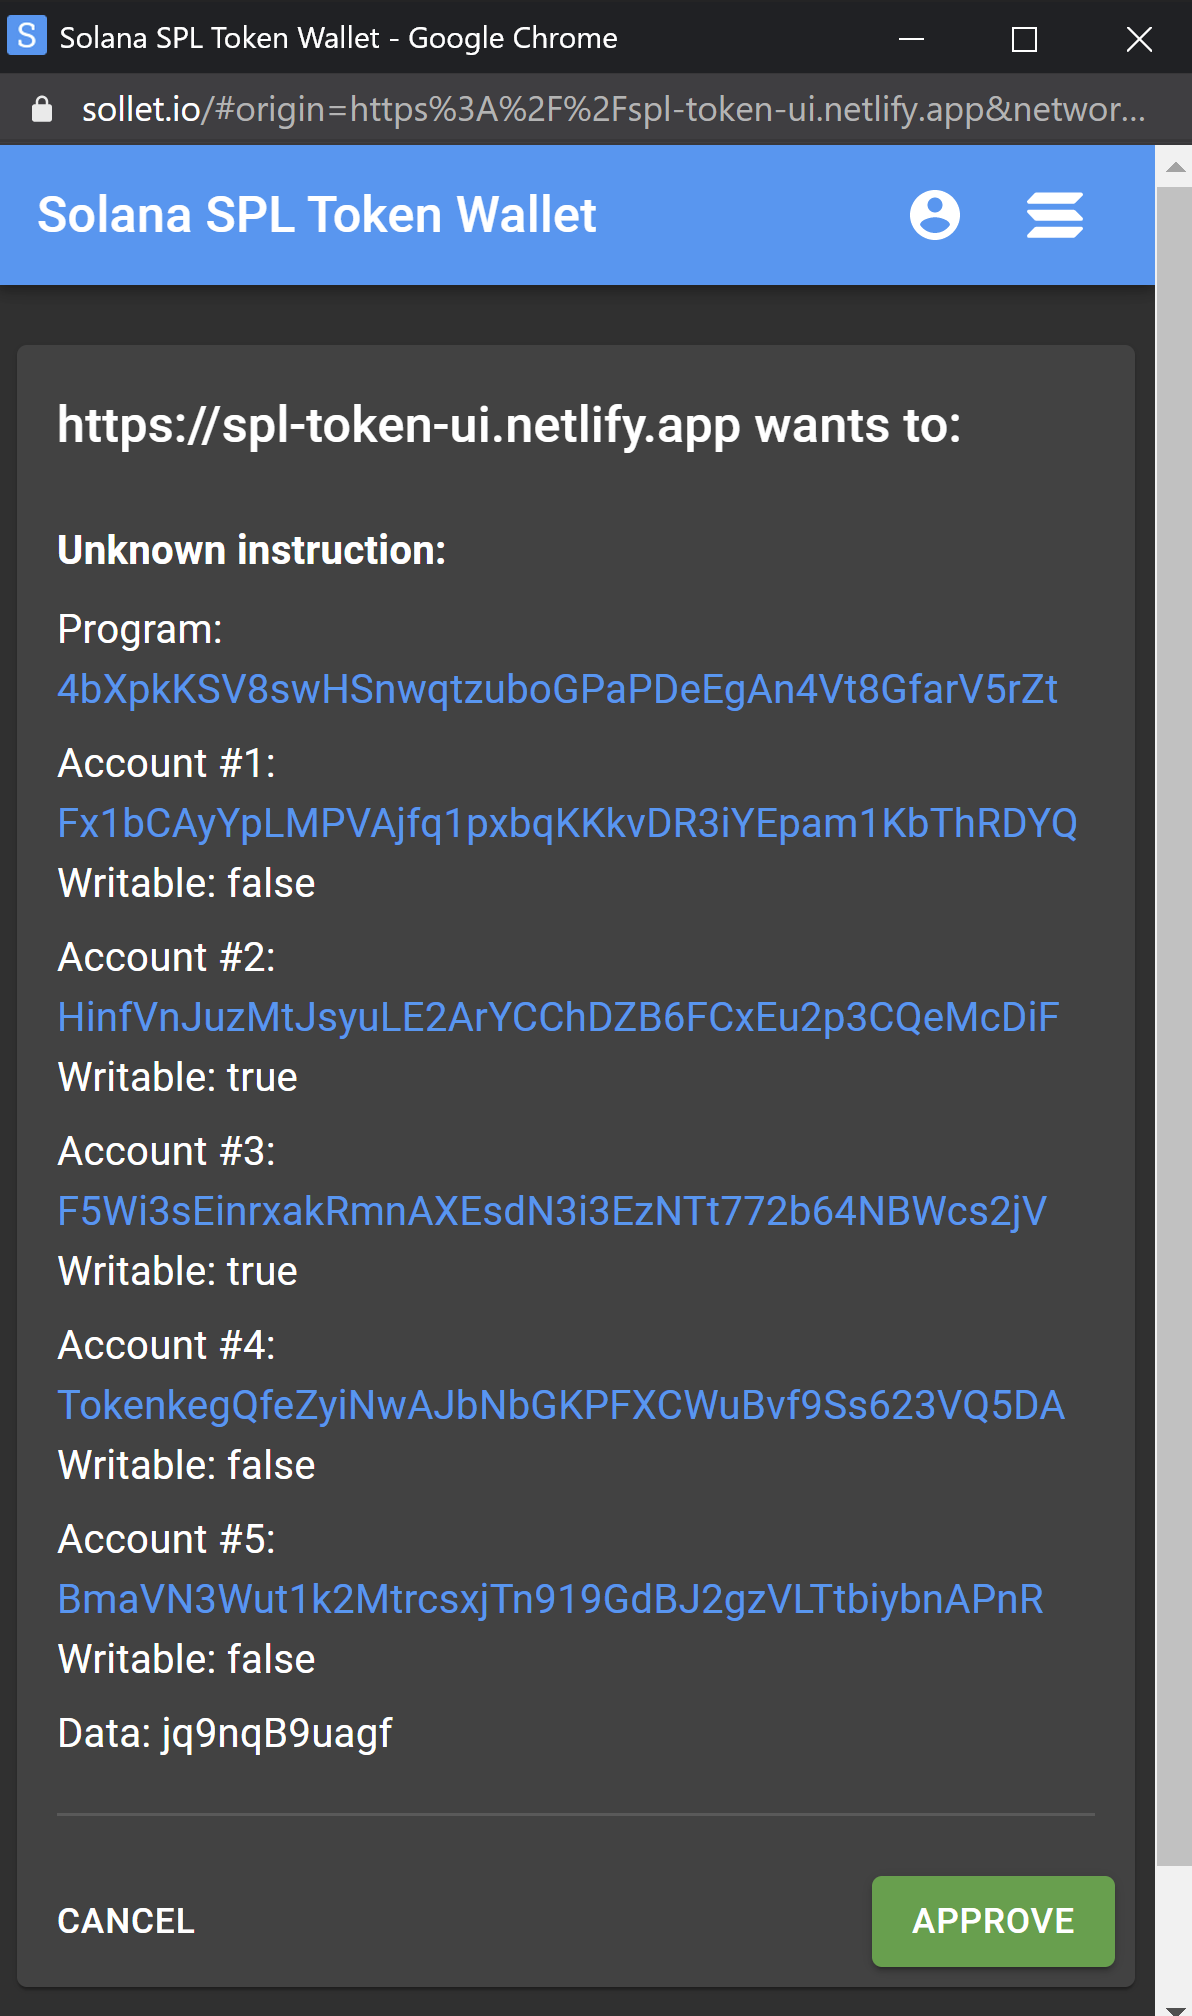 S Solana SPL Token Wallet - Google Chrome
sollet.io/#origin=https%3A%2F%2Fspl-token-ui.netlify.app&networ...
Solana SPL Token Wallet
https://spl-token-ui.netlify.app wants to:
Unknown instruction:
Program:
4bXpkKSV8swHSnwqtzuboGPaPDeEgAn4Vt8GfarV5rZt
Account #1:
Fx1bCAyYpLMPVAjfq1pxbqKKkvDR3iYEpam1KbThRDYQ
Writable: false
Account #2:
HinfVnJuzMtJsyuLE2ArYCChDZB6FCxEu2p3CQeMcDiF
Writable: true
Account #3:
F5Wi3sEinrxakRmnAXEsdN3i3EzNTt772b64NBWcs2jV
Writable: true
Account #4:
TokenkegQfeZyiNwAJbNbGKPFXCWuBvf9Ss623VQ5DA
Writable: false
Account #5:
BmaVN3Wut1k2MtrcsxjTn919GdBJ2gzVLTtbiybnAPnR
Writable: false
Data: jq9nqB9uagf
CANCEL APPROVE